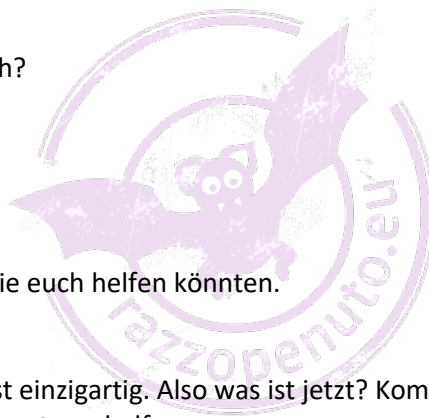 h?
ie euch helfen könnten.
razzopenuto.eu
st einzigartig. Also was ist jetzt? Kom